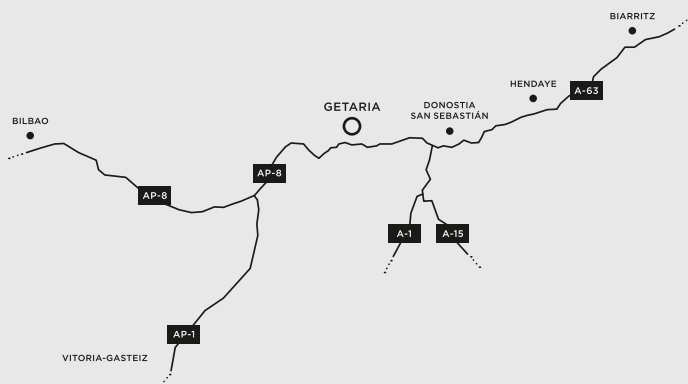 BIARRITZ
HENDAYE
A-63
GETARIA
DONOSTIA
SAN SEBASTIÁN
BILBAO
AP-8
AP-8
A-1
A-15
AP-1
VITORIA-GASTEIZ